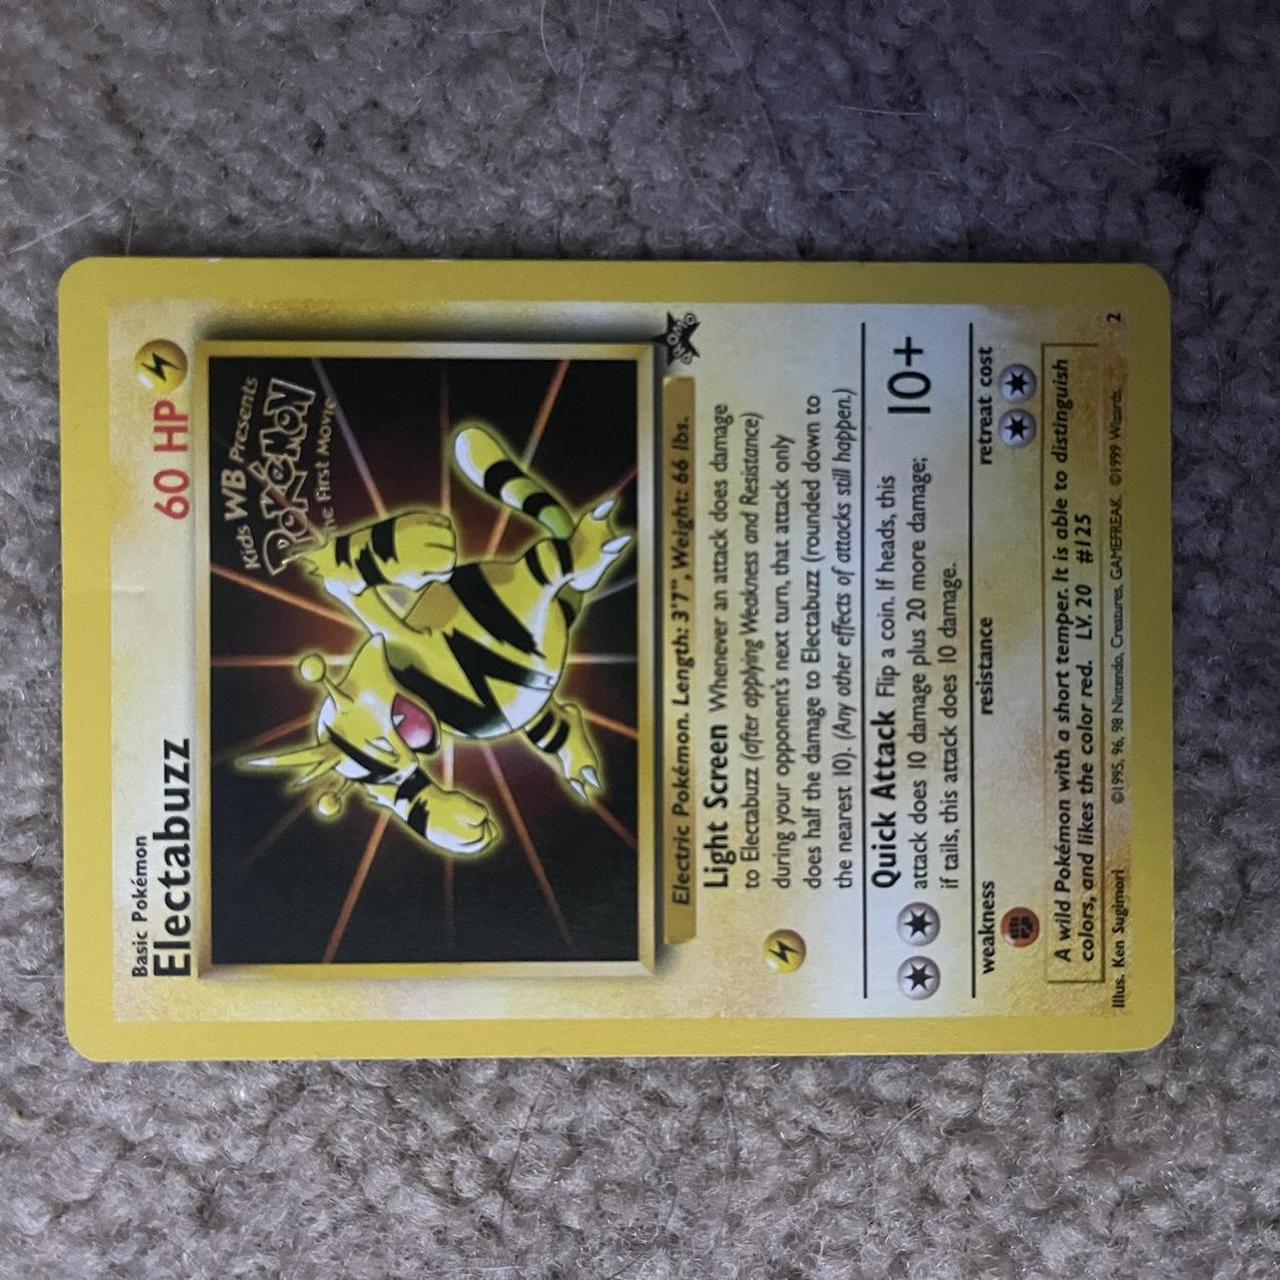 Basic Pokémon
Electabuzz
60 HP
Kids WB Presents
POKéMON
The First Movie
PROMO
Electric Pokémon. Length: 3'7", Weight: 66 lbs.
Light Screen Whenever an attack does damage
to Electabuzz (after applying Weakness and Resistance)
during your opponent's next turn, that attack only
does half the damage to Electabuzz (rounded down to
the nearest 10). (Any other effects of attacks still happen.)
Quick Attack Flip a coin. If heads, this
attack does 10 damage plus 20 more damage;
if tails, this attack does 10 damage.
10+
weakness
resistance
retreat cost
A wild Pokémon with a short temper. It is able to distinguish
colors, and likes the color red. LV. 20 #125
Illus. Ken Sugimori
©1995, 96, 98 Nintendo, Creatures, GAMEFREAK. ©1999 Wizards.
2